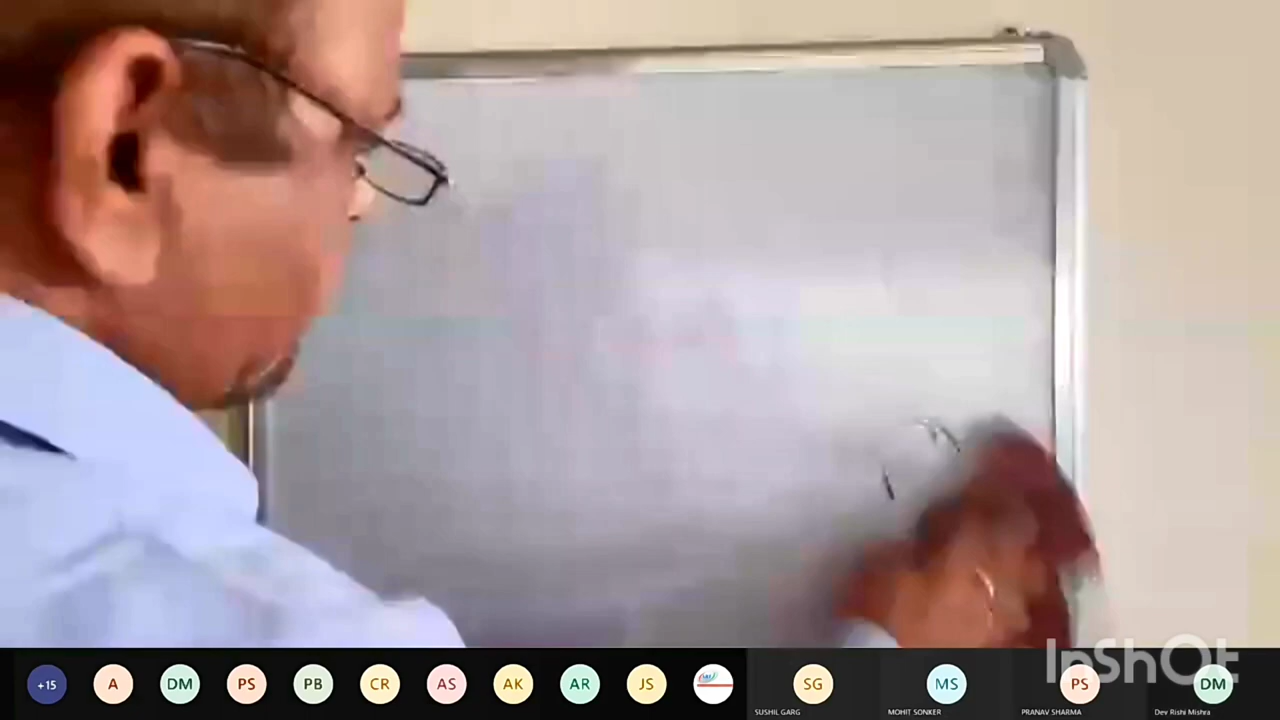 InShOt
+15 A DM PS PB CR AS AK AR JS SG MS PS DM
SUSHIL GARG MOHIT SONKER PRANAV SHARMA Dev Rishi Mishra